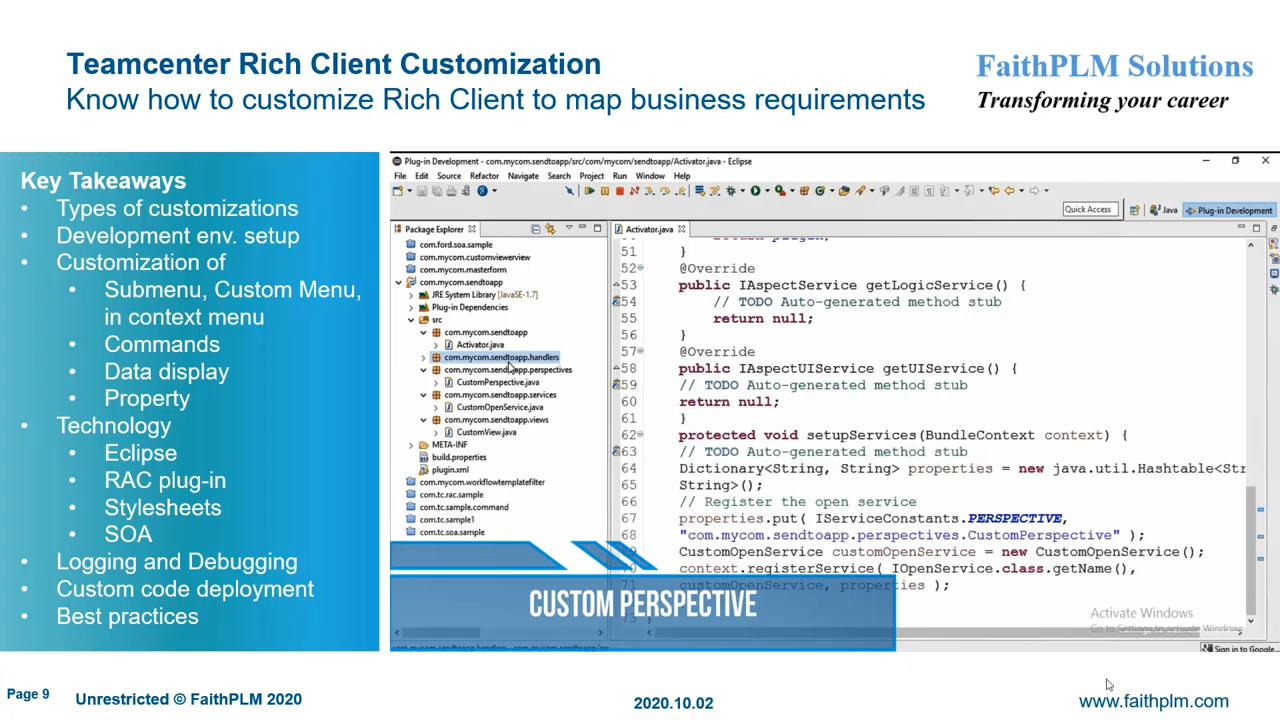 Teamcenter Rich Client Customization
Know how to customize Rich Client to map business requirements
FaithPLM Solutions
Transforming your career
Key Takeaways
• Types of customizations
• Development env. setup
• Customization of
• Submenu, Custom Menu,
in context menu
• Commands
• Data display
• Property
• Technology
• Eclipse
• RAC plug-in
• Stylesheets
• SOA
• Logging and Debugging
• Custom code deployment
• Best practices
Plug-in Development - com.mycom.sendtoapp/src/com/mycom/sendtoapp/Activator.java - Eclipse
File Edit Source Refactor Navigate Search Project Run Window Help
Quick Access
Java
Plug-in Development
Package Explorer
com.ford.soa.sample
com.mycom.customviewerview
com.mycom.masterform
com.mycom.sendtoapp
JRE System Library [JavaSE-1.7]
Plug-in Dependencies
src
com.mycom.sendtoapp
Activator.java
com.mycom.sendtoapp.handlers
com.mycom.sendtoapp.perspectives
CustomPerspective.java
com.mycom.sendtoapp.services
CustomOpenService.java
com.mycom.sendtoapp.views
CustomView.java
META-INF
build.properties
plugin.xml
com.mycom.workflowtemplatefilter
com.tc.rac.sample
com.tc.sample.command
com.tc.sample1
com.tc.soa.sample
Activator.java
51 }
52 @Override
53 public IAspectService getLogicService() {
54 // TODO Auto-generated method stub
55 return null;
56 }
57 @Override
58 public IAspectUIService getUIService() {
59 // TODO Auto-generated method stub
60 return null;
61 }
62 protected void setupServices(BundleContext context) {
63 // TODO Auto-generated method stub
64 Dictionary<String, String> properties = new java.util.Hashtable<Str
65 String>();
66 // Register the open service
67 properties.put( IServiceConstants.PERSPECTIVE,
68 "com.mycom.sendtoapp.perspectives.CustomPerspective" );
CustomOpenService customOpenService = new CustomOpenService();
context.registerService( IOpenService.class.getName(),
customOpenService, properties );
CUSTOM PERSPECTIVE
Activate Windows
Go to Settings to activate Windows.
Sign in to Google...
Page 9
Unrestricted © FaithPLM 2020
2020.10.02
www.faithplm.com